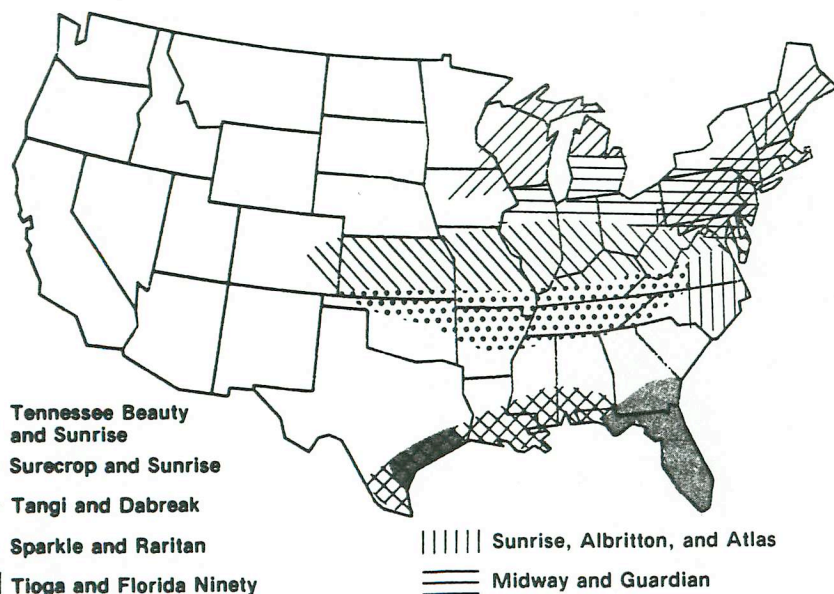 Tennessee Beauty
and Sunrise
Surecrop and Sunrise
Tangi and Dabreak
Sparkle and Raritan
Tioga and Florida Ninety
Sunrise, Albritton, and Atlas
Midway and Guardian